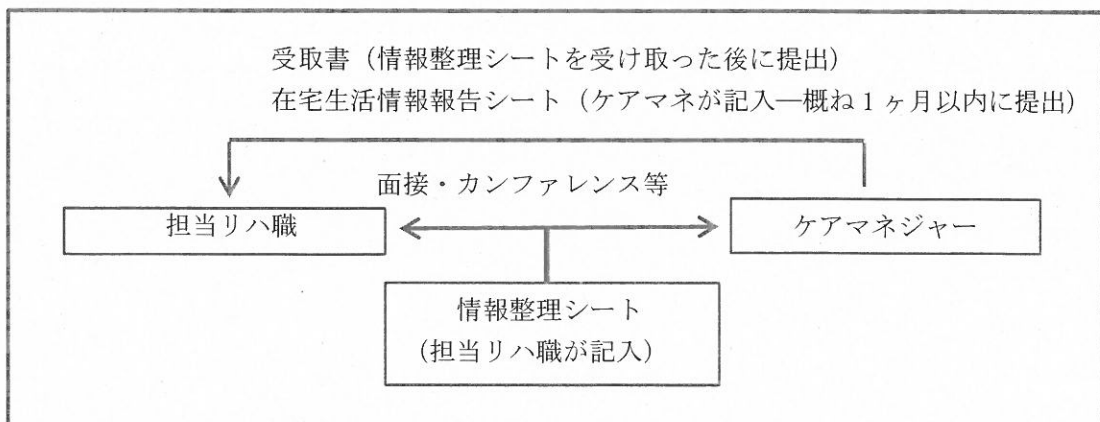 受取書（情報整理シートを受け取った後に提出）
在宅生活情報報告シート（ケアマネが記入―概ね１ヶ月以内に提出）
面接・カンファレンス等
担当リハ職
ケアマネジャー
情報整理シート
（担当リハ職が記入）